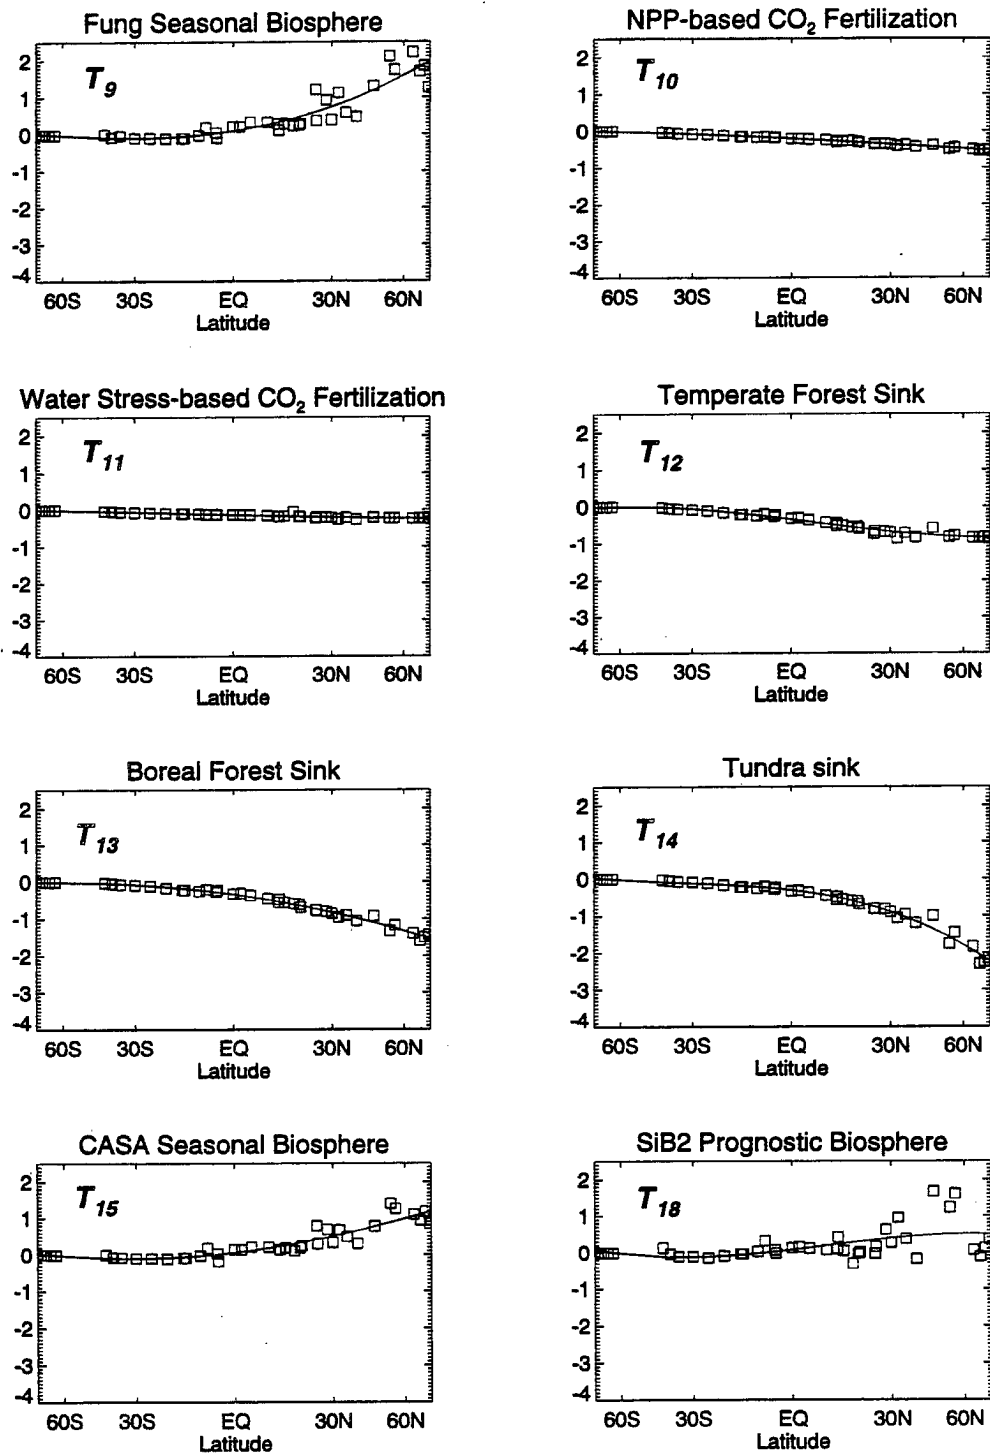 Fung Seasonal Biosphere
T9
2
1
0
-1
-2
-3
-4
60S 30S EQ 30N 60N
Latitude
NPP-based CO2 Fertilization
T10
2
1
0
-1
-2
-3
-4
60S 30S EQ 30N 60N
Latitude
Water Stress-based CO2 Fertilization
T11
2
1
0
-1
-2
-3
-4
60S 30S EQ 30N 60N
Latitude
Temperate Forest Sink
T12
2
1
0
-1
-2
-3
-4
60S 30S EQ 30N 60N
Latitude
Boreal Forest Sink
T13
2
1
0
-1
-2
-3
-4
60S 30S EQ 30N 60N
Latitude
Tundra sink
T14
2
1
0
-1
-2
-3
-4
60S 30S EQ 30N 60N
Latitude
CASA Seasonal Biosphere
T15
2
1
0
-1
-2
-3
-4
60S 30S EQ 30N 60N
Latitude
SiB2 Prognostic Biosphere
T18
2
1
0
-1
-2
-3
-4
60S 30S EQ 30N 60N
Latitude